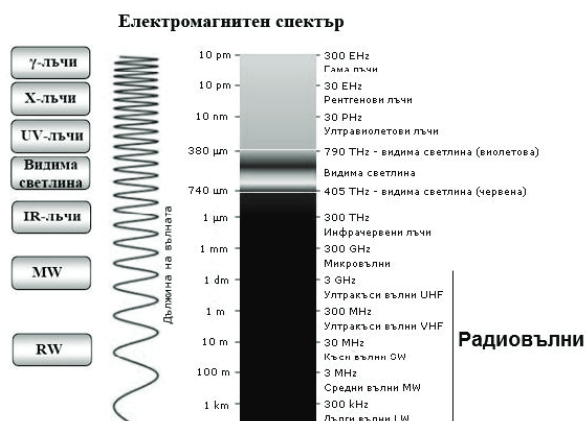 Електромагнитен спектър
γ-лъчи
X-лъчи
UV-лъчи
Видима
светлина
IR-лъчи
MW
RW
Дължина на вълната
10 pm
10 pm
10 nm
380 μm
740 μm
1 μm
1 mm
1 dm
1 m
10 m
100 m
1 km
300 EHz
Гама лъчи
30 EHz
Рентгенови лъчи
30 PHz
Ултравиолетови лъчи
790 THz - видима светлина (виолетова)
Видима светлина
405 THz - видима светлина (червена)
300 THz
Инфрачервени лъчи
300 GHz
Микровълни
3 GHz
Ултракъси вълни UHF
300 MHz
Ултракъси вълни VHF
30 MHz
Къси вълни SW
3 MHz
Средни вълни MW
300 kHz
Дълги вълни LW
Радиовълни